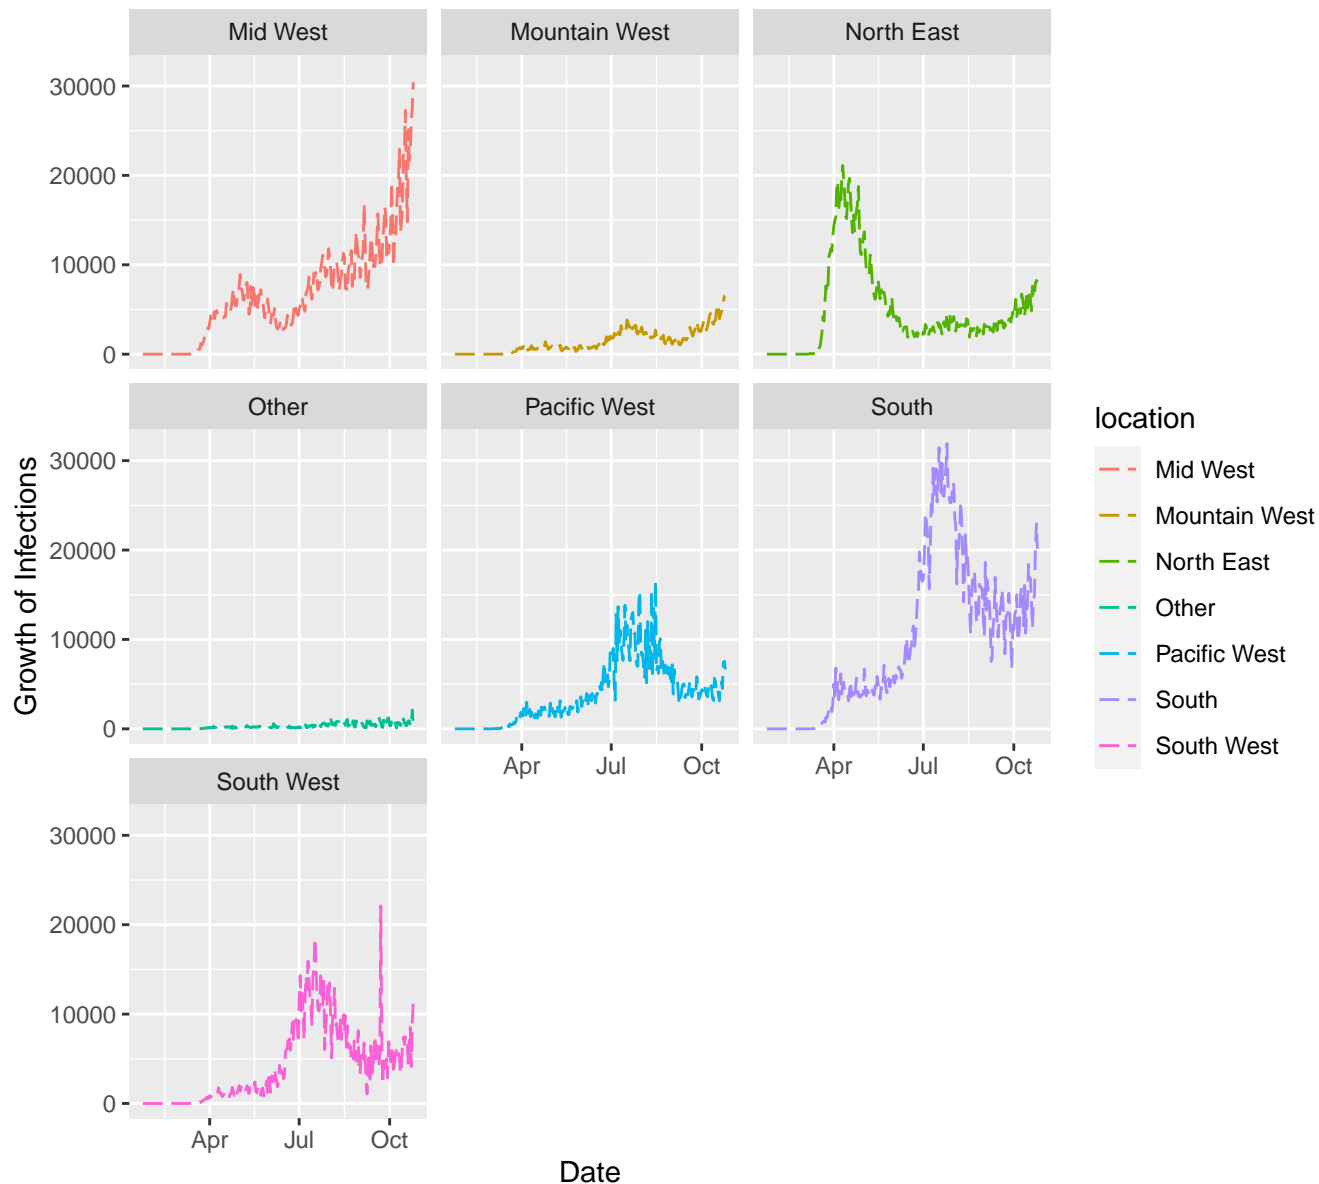 Mid West
Mountain West
North East
30000
20000
10000
0
Other
Pacific West
South
30000
20000
10000
0
Apr
Jul
Oct
Apr
Jul
Oct
South West
30000
20000
10000
0
Apr
Jul
Oct
Date
Growth of Infections
location
Mid West
Mountain West
North East
Other
Pacific West
South
South West